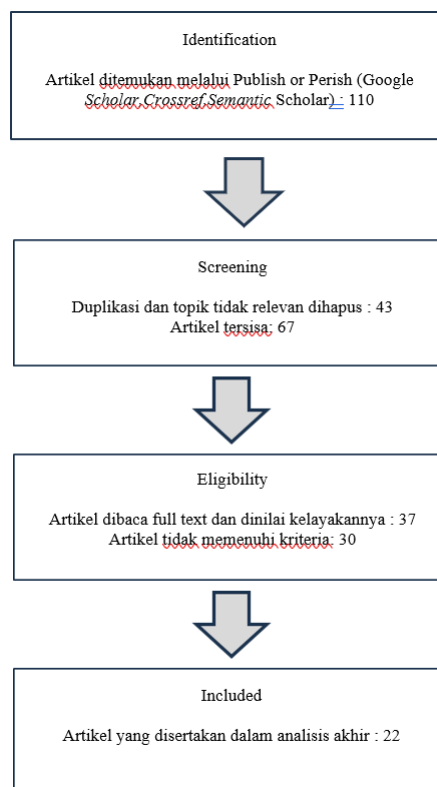 Identification
Artikel ditemukan melalui Publish or Perish (Google
Scholar,Crossref,Semantic Scholar) : 110
Screening
Duplikasi dan topik tidak relevan dihapus : 43
Artikel tersisa: 67
Eligibility
Artikel dibaca full text dan dinilai kelayakannya : 37
Artikel tidak memenuhi kriteria: 30
Included
Artikel yang disertakan dalam analisis akhir : 22